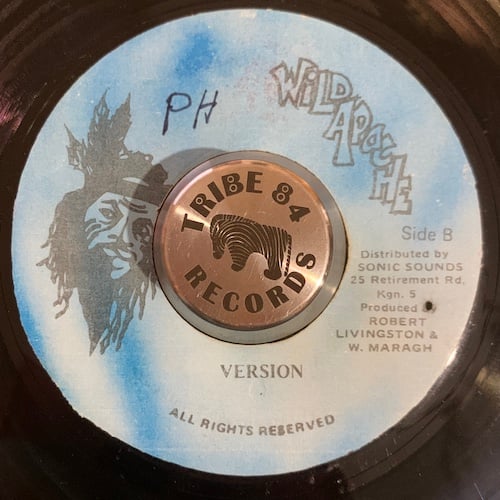 PH
WILD
APACHE
TRIBE 84
RECORDS
Side B
Distributed by
SONIC SOUNDS
25 Retirement Rd,
Kgn. 5
Produced by
ROBERT
LIVINGSTON &
W. MARAGH
VERSION
ALL RIGHTS RESERVED